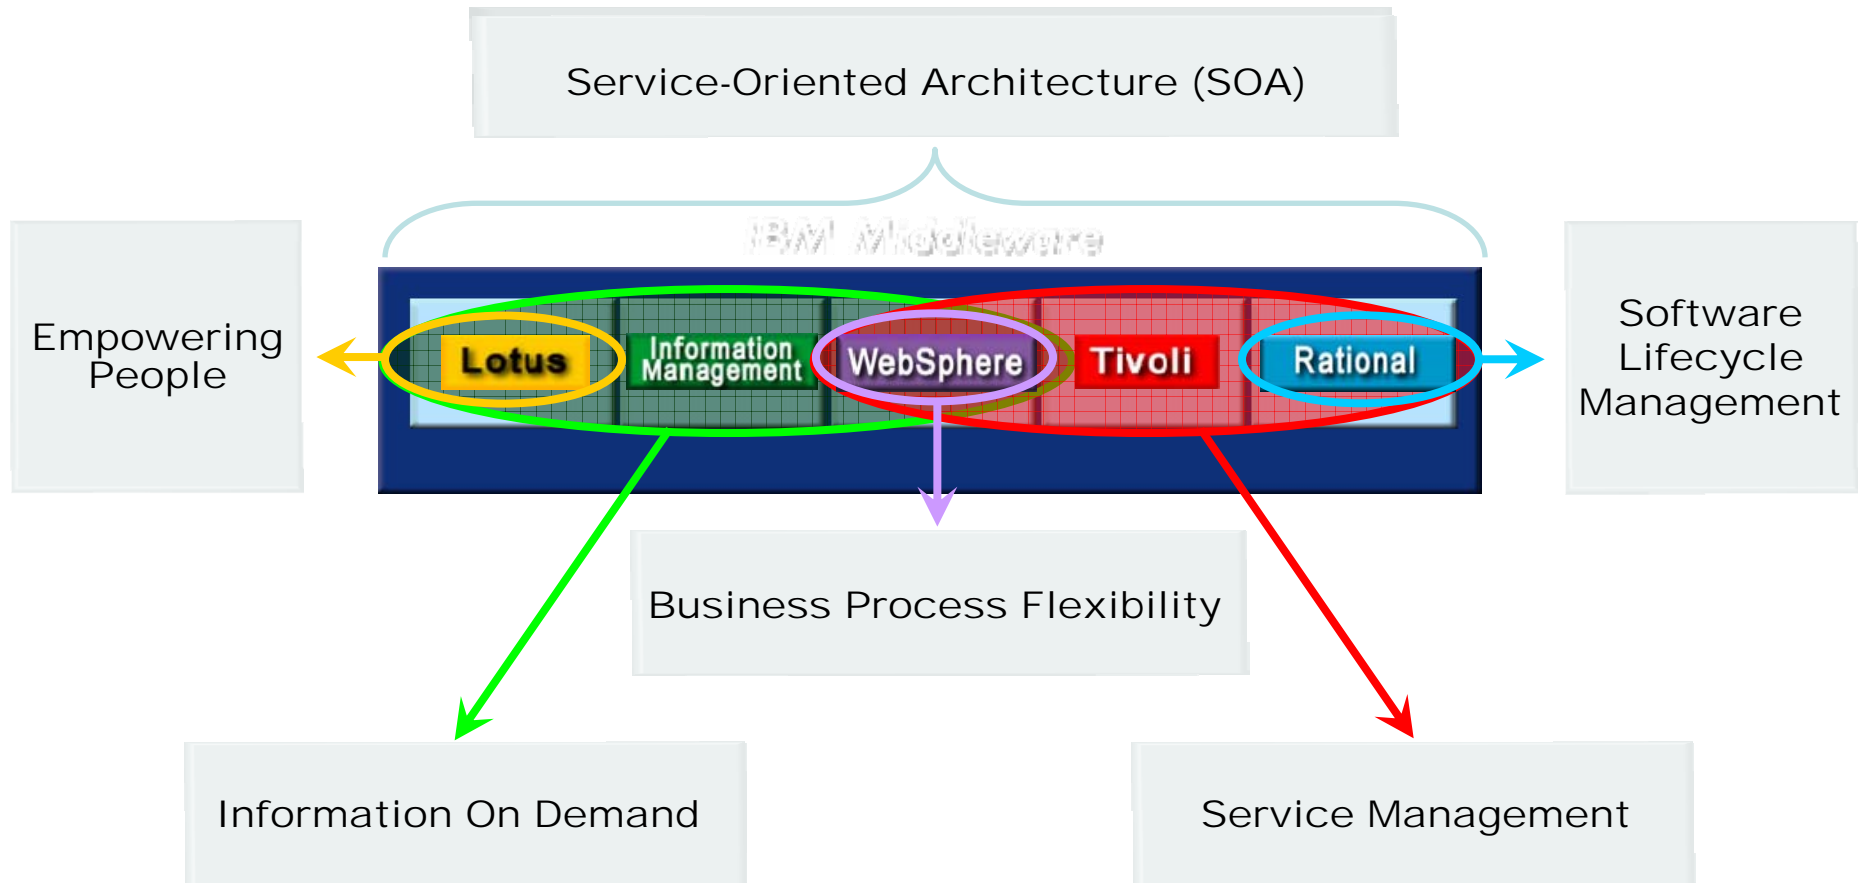 Service-Oriented Architecture (SOA)
IBM Middleware
Empowering
People
Lotus
Information
Management
WebSphere
Tivoli
Rational
Software
Lifecycle
Management
Business Process Flexibility
Information On Demand
Service Management